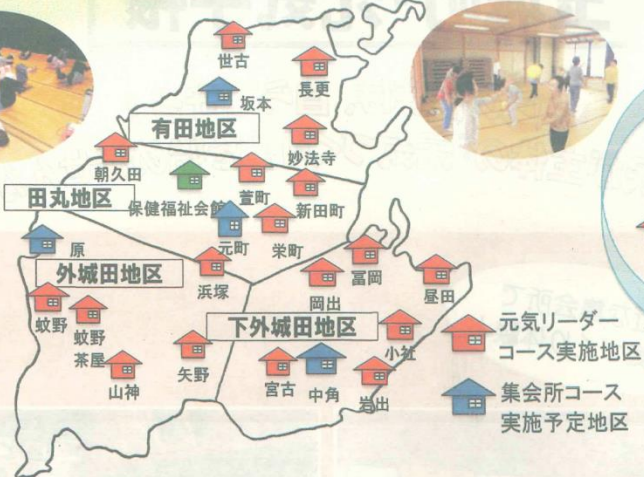 世古
長更
坂本
有田地区
妙法寺
朝久田
田丸地区
保健福祉会館
萱町
新田町
元町
栄町
原
外城田地区
浜塚
冨岡
岡出
昼田
蚊野
蚊野
茶屋
下外城田地区
小社
山神
矢野
宮古
中角
岩出
元気リーダー
コース実施地区
集会所コース
実施予定地区